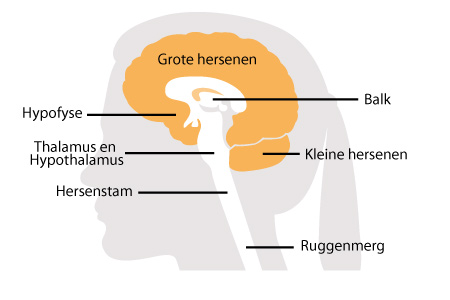 Grote hersenen
Balk
Hypofyse
Thalamus en
Hypothalamus
Kleine hersenen
Hersenstam
Ruggenmerg